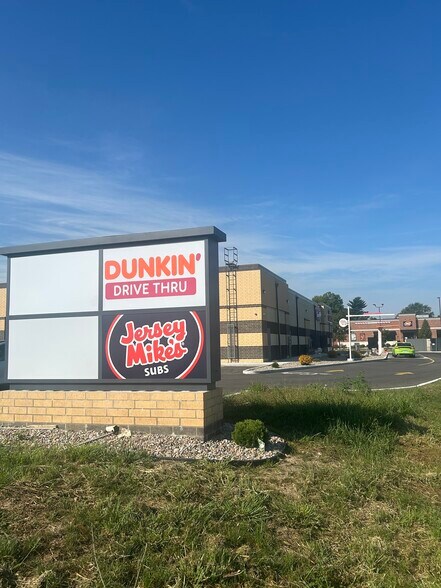 DUNKIN'
DRIVE THRU
Jersey
Mike's
SUBS